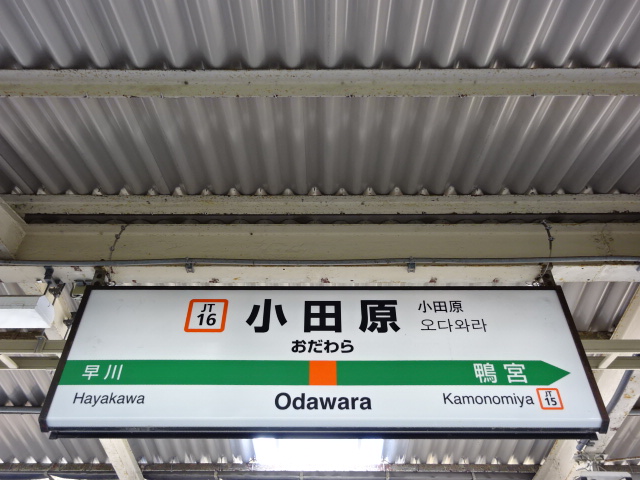 JT
16
小田原
小田原
오다와라
おだわら
早川
鴨宮
Hayakawa
Odawara
Kamonomiya
JT
15